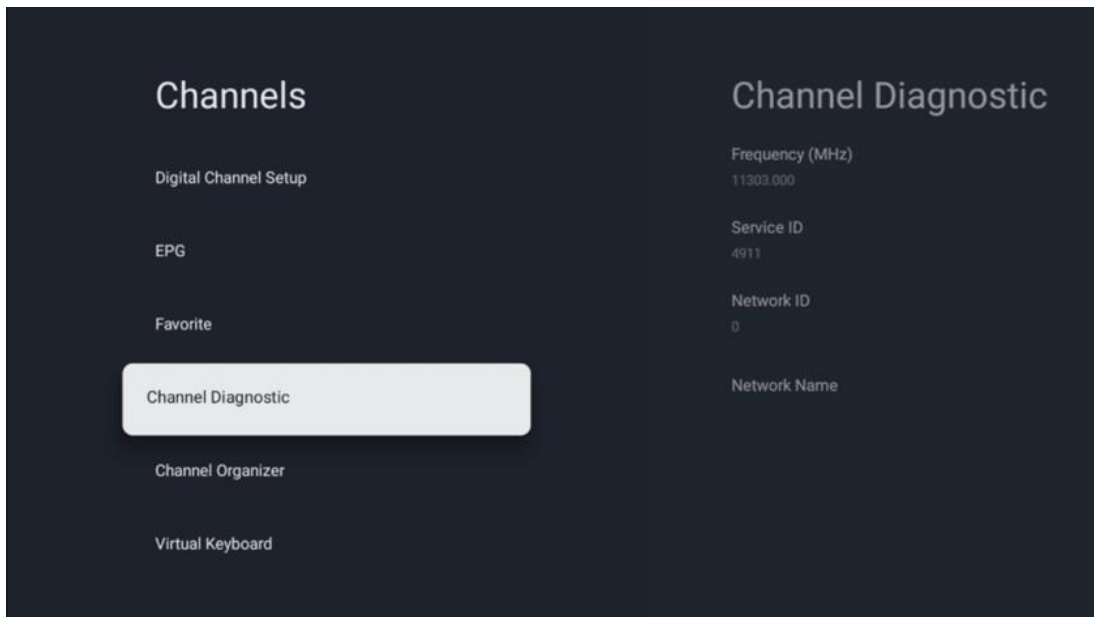 Channels
Digital Channel Setup
EPG
Favorite
Channel Diagnostic
Channel Organizer
Virtual Keyboard
Channel Diagnostic
Frequency (MHz)
11303.000
Service ID
4911
Network ID
0
Network Name